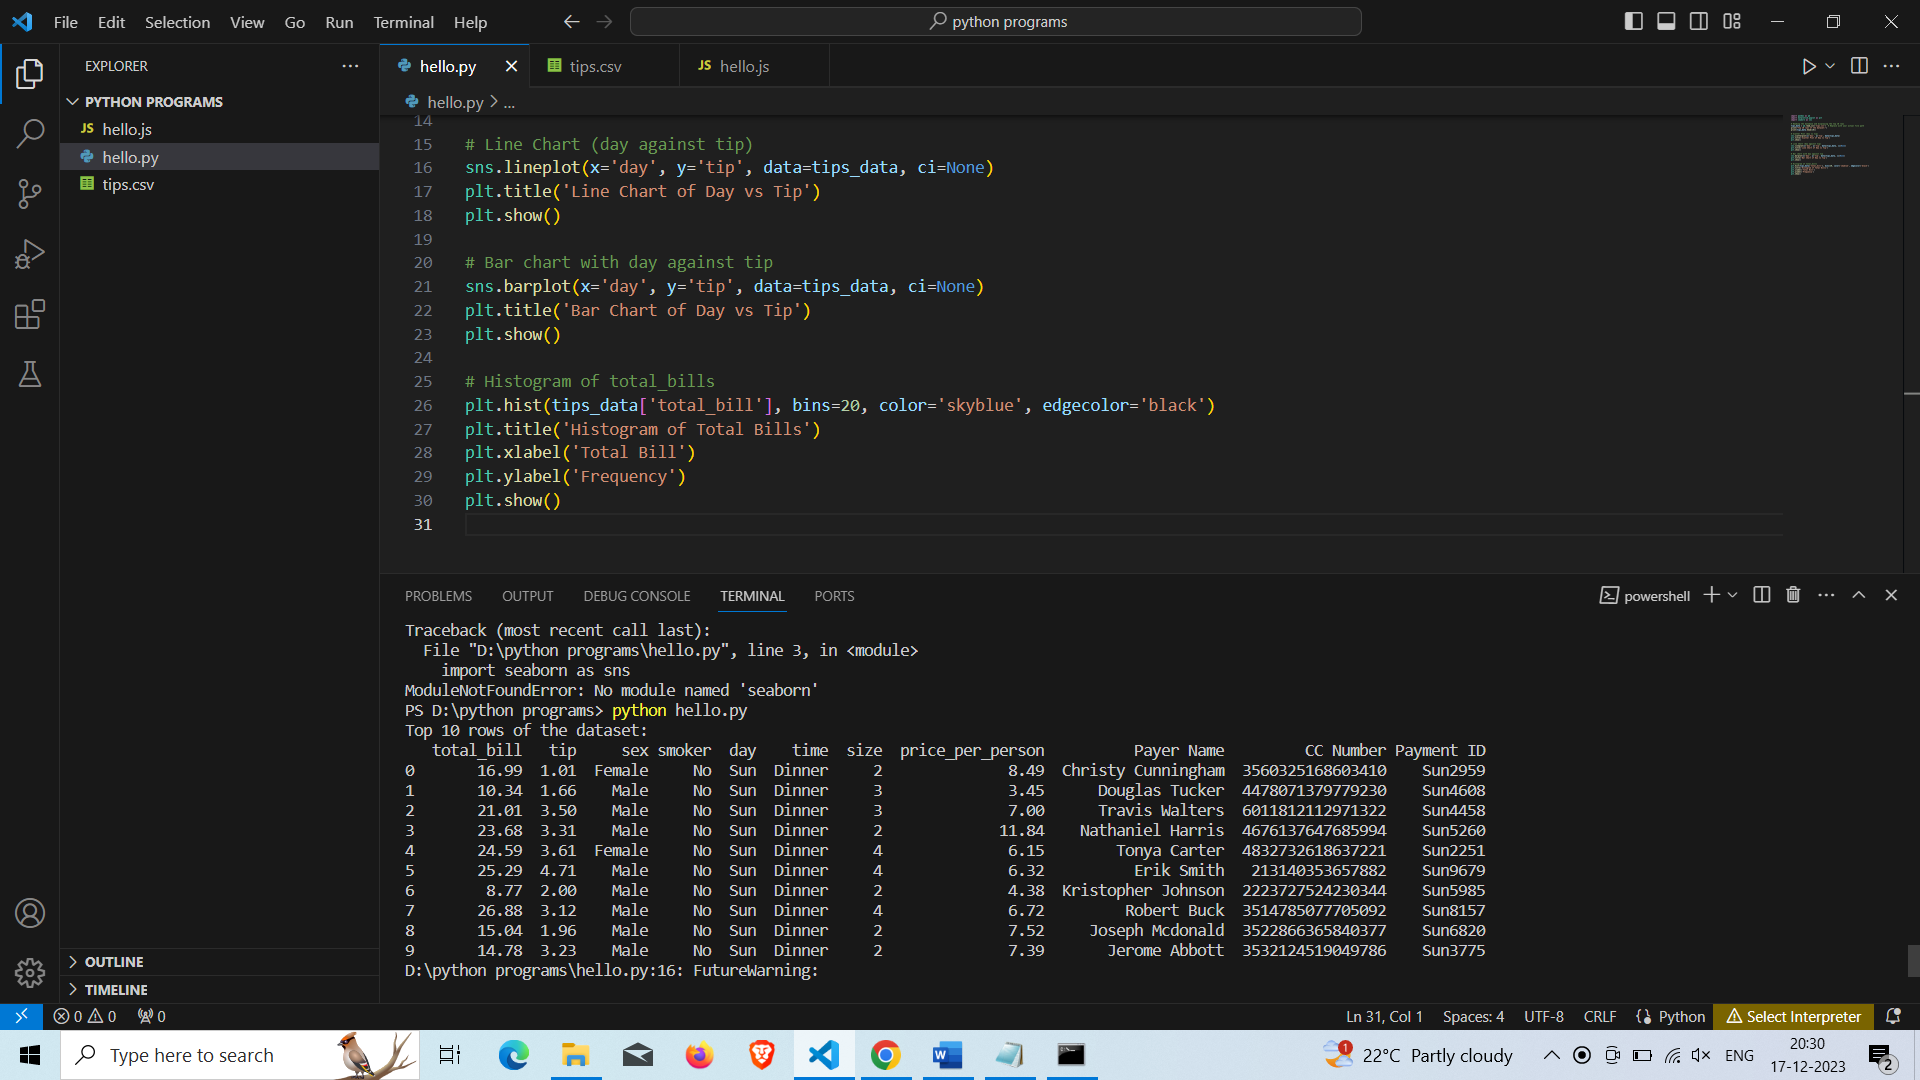 File Edit Selection View Go Run Terminal Help
python programs
EXPLORER
PYTHON PROGRAMS
JS hello.js
hello.py
tips.csv
OUTLINE
TIMELINE
hello.py
tips.csv
JS hello.js
hello.py > ...
14
15 # Line Chart (day against tip)
16 sns.lineplot(x='day', y='tip', data=tips_data, ci=None)
17 plt.title('Line Chart of Day vs Tip')
18 plt.show()
19
20 # Bar chart with day against tip
21 sns.barplot(x='day', y='tip', data=tips_data, ci=None)
22 plt.title('Bar Chart of Day vs Tip')
23 plt.show()
24
25 # Histogram of total_bills
26 plt.hist(tips_data['total_bill'], bins=20, color='skyblue', edgecolor='black')
27 plt.title('Histogram of Total Bills')
28 plt.xlabel('Total Bill')
29 plt.ylabel('Frequency')
30 plt.show()
31
PROBLEMS OUTPUT DEBUG CONSOLE TERMINAL PORTS
powershell
Traceback (most recent call last):
File "D:\python programs\hello.py", line 3, in <module>
import seaborn as sns
ModuleNotFoundError: No module named 'seaborn'
PS D:\python programs> python hello.py
Top 10 rows of the dataset:
total_bill tip sex smoker day time size price_per_person Payer Name CC Number Payment ID
0 16.99 1.01 Female No Sun Dinner 2 8.49 Christy Cunningham 3560325168603410 Sun2959
1 10.34 1.66 Male No Sun Dinner 3 3.45 Douglas Tucker 4478071379779230 Sun4608
2 21.01 3.50 Male No Sun Dinner 3 7.00 Travis Walters 6011812112971322 Sun4458
3 23.68 3.31 Male No Sun Dinner 2 11.84 Nathaniel Harris 4676137647685994 Sun5260
4 24.59 3.61 Female No Sun Dinner 4 6.15 Tonya Carter 4832732618637221 Sun2251
5 25.29 4.71 Male No Sun Dinner 4 6.32 Erik Smith 213140353657882 Sun9679
6 8.77 2.00 Male No Sun Dinner 2 4.38 Kristopher Johnson 2223727524230344 Sun5985
7 26.88 3.12 Male No Sun Dinner 4 6.72 Robert Buck 3514785077705092 Sun8157
8 15.04 1.96 Male No Sun Dinner 2 7.52 Joseph Mcdonald 3522866365840377 Sun6820
9 14.78 3.23 Male No Sun Dinner 2 7.39 Jerome Abbott 3532124519049786 Sun3775
D:\python programs\hello.py:16: FutureWarning:
0 0 0
Ln 31, Col 1 Spaces: 4 UTF-8 CRLF Python Select Interpreter
Type here to search
1 22°C Partly cloudy
ENG
20:30
17-12-2023
2